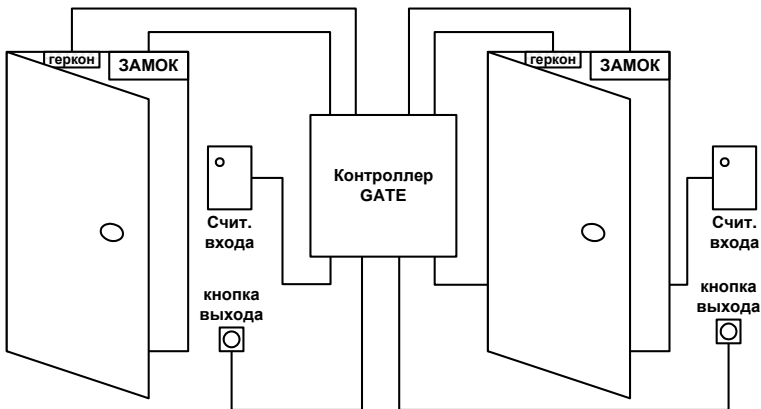 геркон
ЗАМОК
геркон
ЗАМОК
Контроллер
GATE
Счит.
входа
Счит.
входа
кнопка
выхода
кнопка
выхода